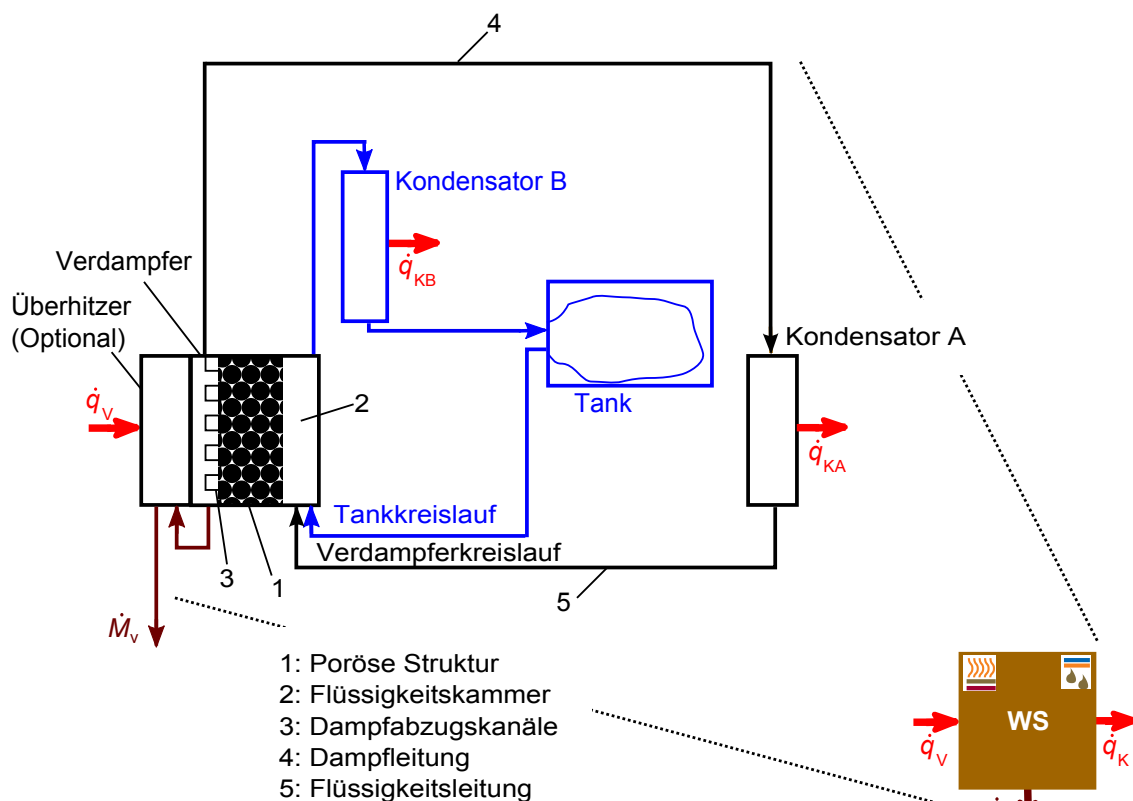 4
Kondensator B
q̇KB
Verdampfer
Überhitzer
(Optional)
Kondensator A
q̇V
2
Tank
q̇KA
Tankkreislauf
Verdampferkreislauf
3
1
5
Ṁv
1: Poröse Struktur
2: Flüssigkeitskammer
3: Dampfabzugskanäle
4: Dampfleitung
5: Flüssigkeitsleitung
WS
q̇V
q̇K